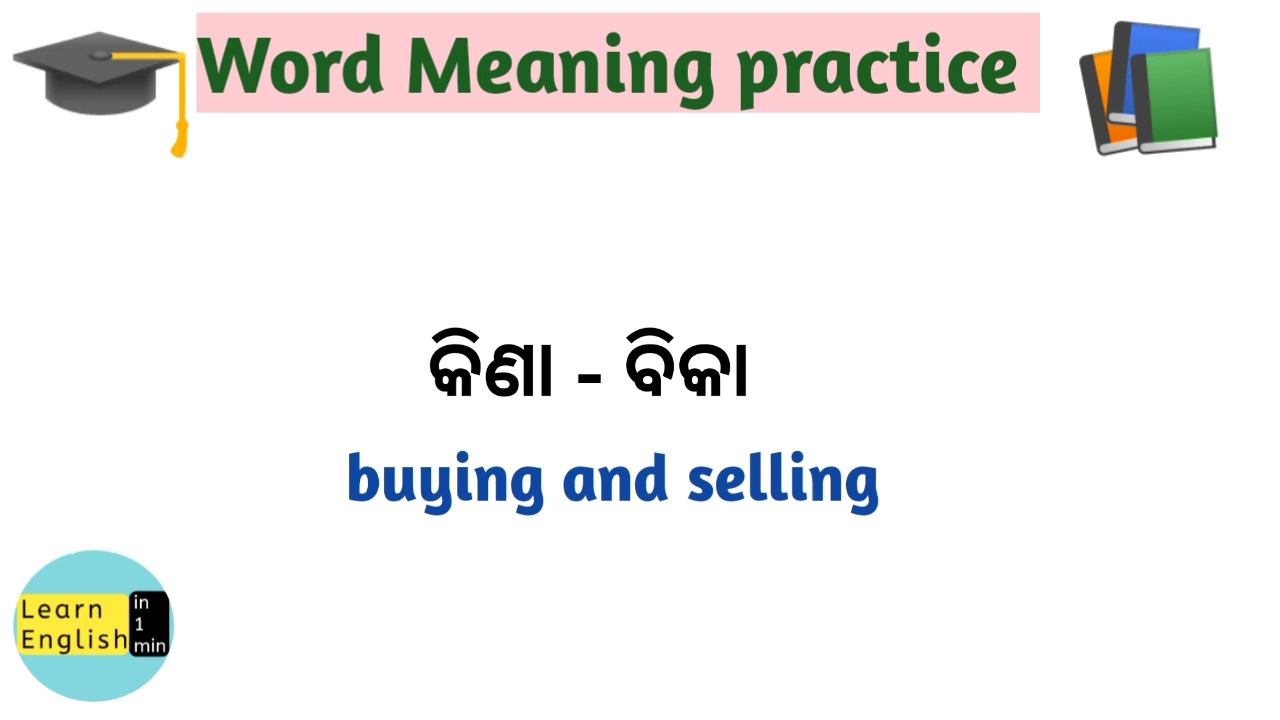 Word Meaning practice
କିଣା - ବିକା
buying and selling
Learn
English
in
1
min